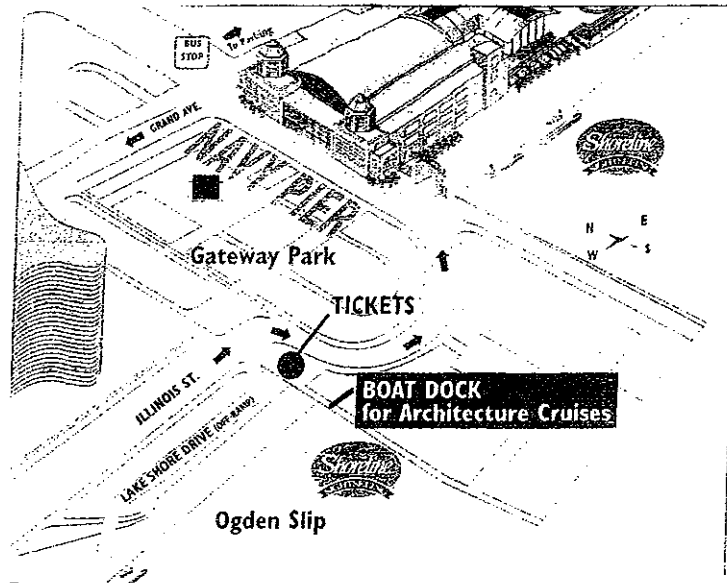 BUS
STOP
To Parking
GRAND AVE.
NAVY PIER
Shoreline
N
E
W
S
Gateway Park
TICKETS
ILLINOIS ST.
BOAT DOCK
for Architecture Cruises
LAKE SHORE DRIVE (OFF-RAMP)
Shoreline
Ogden Slip